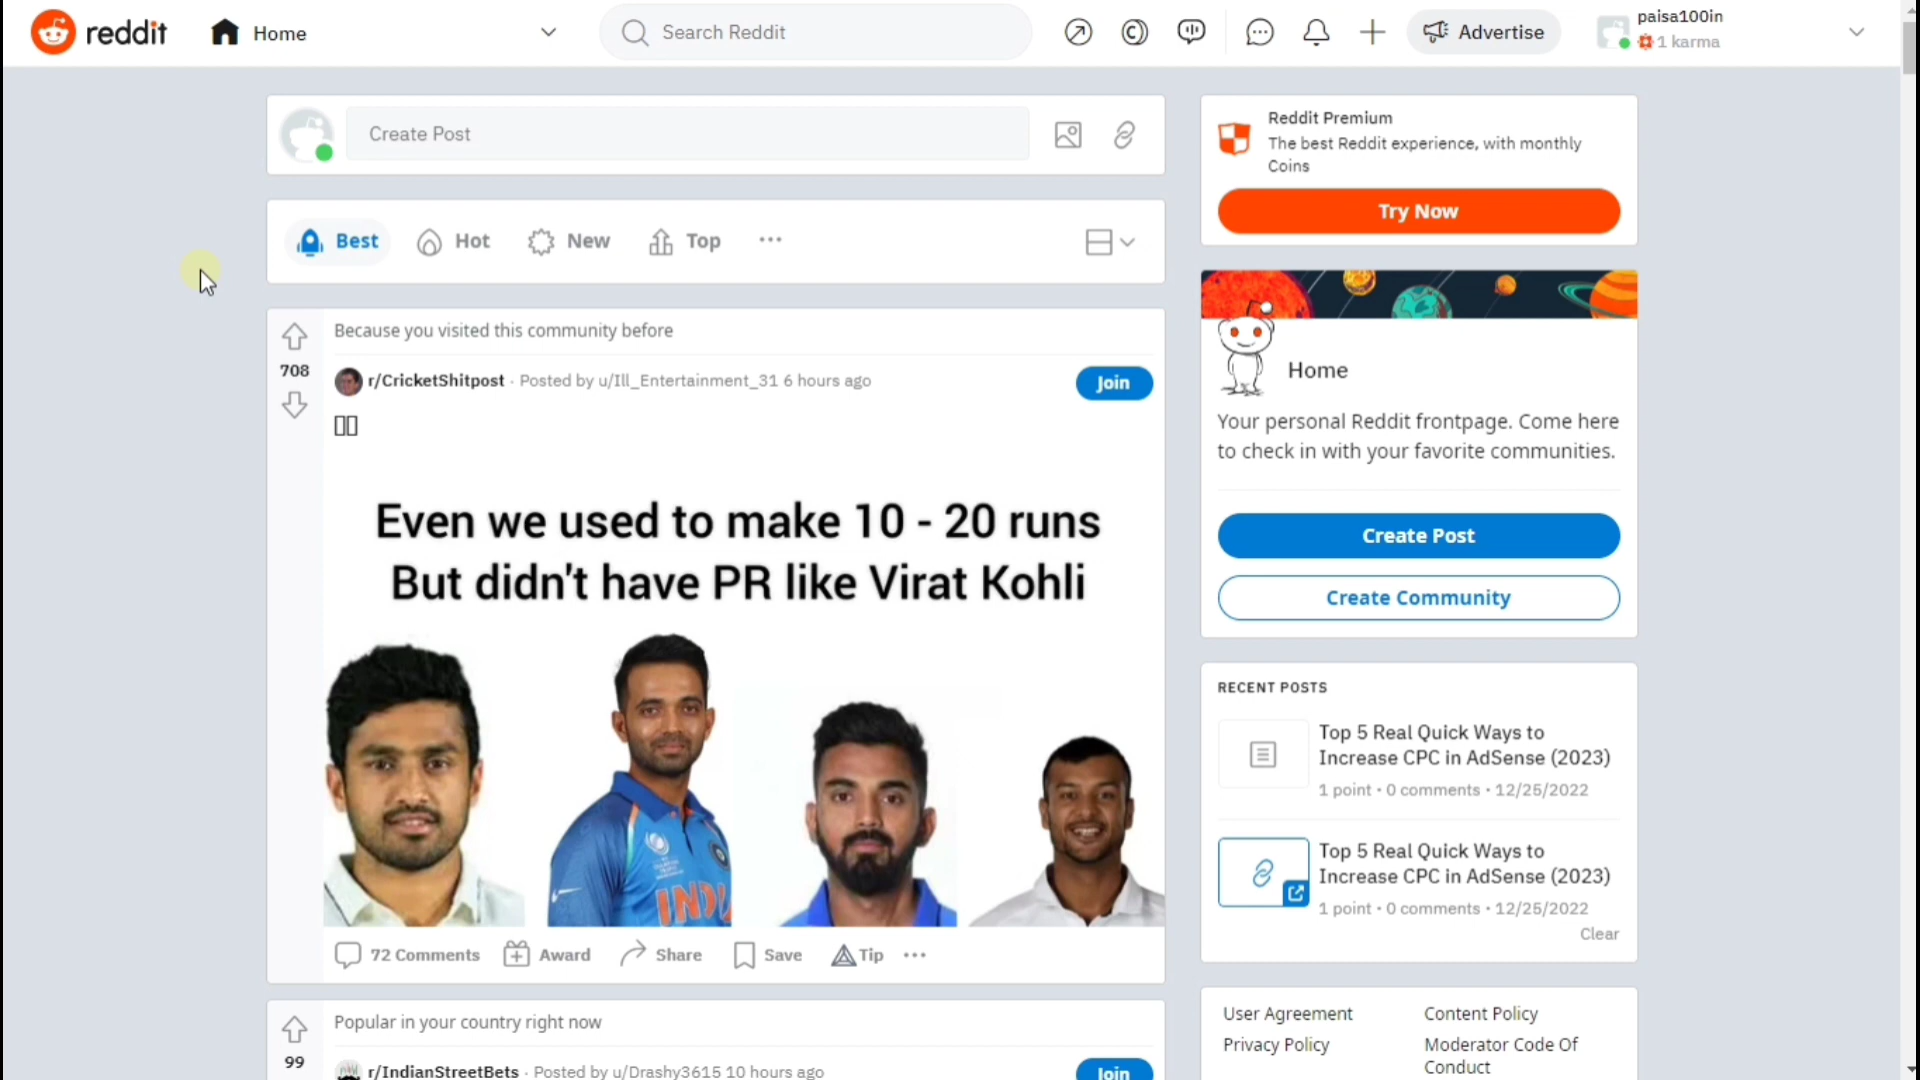 reddit
Home
Search Reddit
Advertise
paisa100in
1 karma
Create Post
Best
Hot
New
Top
Because you visited this community before
708
r/CricketShitpost · Posted by u/Ill_Entertainment_31 6 hours ago
Join
Even we used to make 10 - 20 runs
But didn't have PR like Virat Kohli
INDI
72 Comments
Award
Share
Save
Tip
Popular in your country right now
99
r/IndianStreetBets · Posted by u/Drashy3615 10 hours ago
Join
Reddit Premium
The best Reddit experience, with monthly
Coins
Try Now
Home
Your personal Reddit frontpage. Come here
to check in with your favorite communities.
Create Post
Create Community
RECENT POSTS
Top 5 Real Quick Ways to
Increase CPC in AdSense (2023)
1 point • 0 comments • 12/25/2022
Top 5 Real Quick Ways to
Increase CPC in AdSense (2023)
1 point • 0 comments • 12/25/2022
Clear
User Agreement
Content Policy
Privacy Policy
Moderator Code Of
Conduct